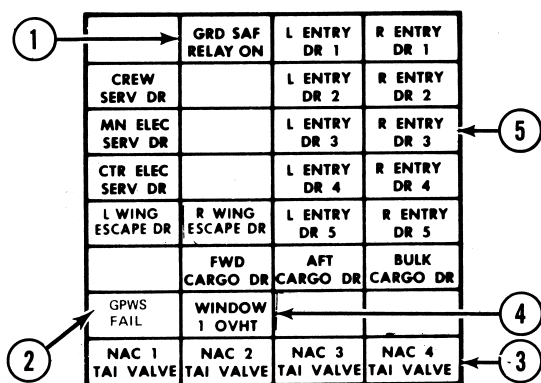 GRD SAF L ENTRY R ENTRY
1 RELAY ON DR 1 DR 1
CREW L ENTRY R ENTRY
SERV DR DR 2 DR 2
MN ELEC L ENTRY R ENTRY
SERV DR DR 3 DR 3 5
CTR ELEC L ENTRY R ENTRY
SERV DR DR 4 DR 4
L WING R WING L ENTRY R ENTRY
ESCAPE DR ESCAPE DR DR 5 DR 5
FWD AFT BULK
CARGO DR CARGO DR CARGO DR
GPWS WINDOW
FAIL 1 OVHT 4
2 NAC 1 NAC 2 NAC 3 NAC 4 3
TAI VALVE TAI VALVE TAI VALVE TAI VALVE